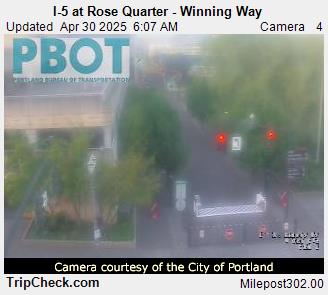 I-5 at Rose Quarter - Winning Way
Updated Apr 30 2025 6:07 AM Camera 4
PBOT
PORTLAND BUREAU OF TRANSPORTATION
Camera courtesy of the City of Portland
TripCheck.com Milepost302.00